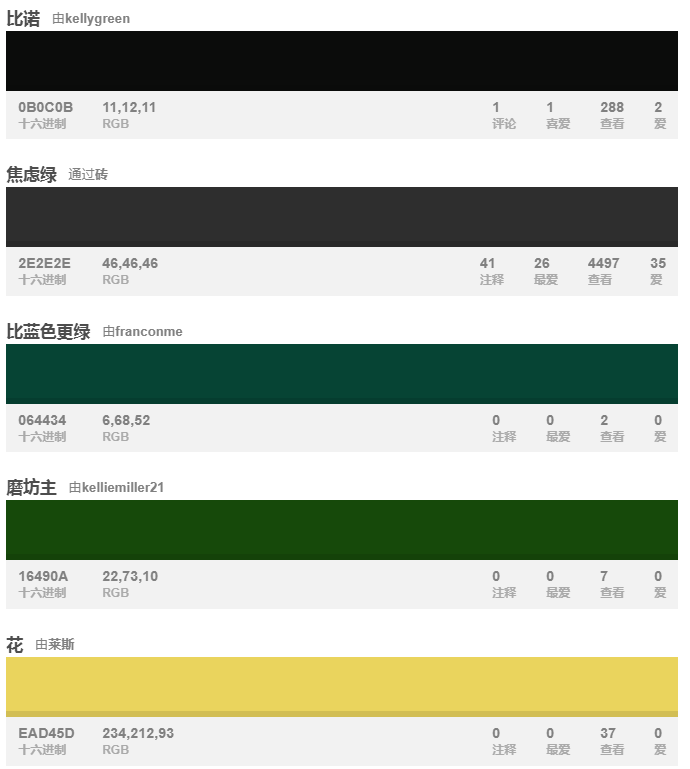 比诺 由kellygreen
0B0C0B 11,12,11 1 1 288 2
十六进制 RGB 评论 喜爱 查看 爱
焦虑绿 通过砖
2E2E2E 46,46,46 41 26 4497 35
十六进制 RGB 注释 最爱 查看 爱
比蓝色更绿 由franconme
064434 6,68,52 0 0 2 0
十六进制 RGB 注释 最爱 查看 爱
磨坊主 由kelliemiller21
16490A 22,73,10 0 0 7 0
十六进制 RGB 注释 最爱 查看 爱
花 由莱斯
EAD45D 234,212,93 0 0 37 0
十六进制 RGB 注释 最爱 查看 爱